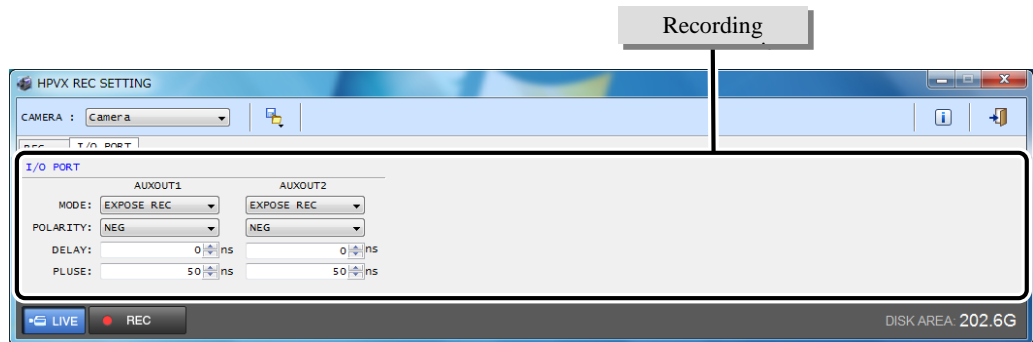 Recording
HPVX REC SETTING
CAMERA : Camera
REC I/O PORT
I/O PORT
AUXOUT1 AUXOUT2
MODE: EXPOSE REC EXPOSE REC
POLARITY: NEG NEG
DELAY: 0 ns 0 ns
PLUSE: 50 ns 50 ns
LIVE REC DISK AREA: 202.6G